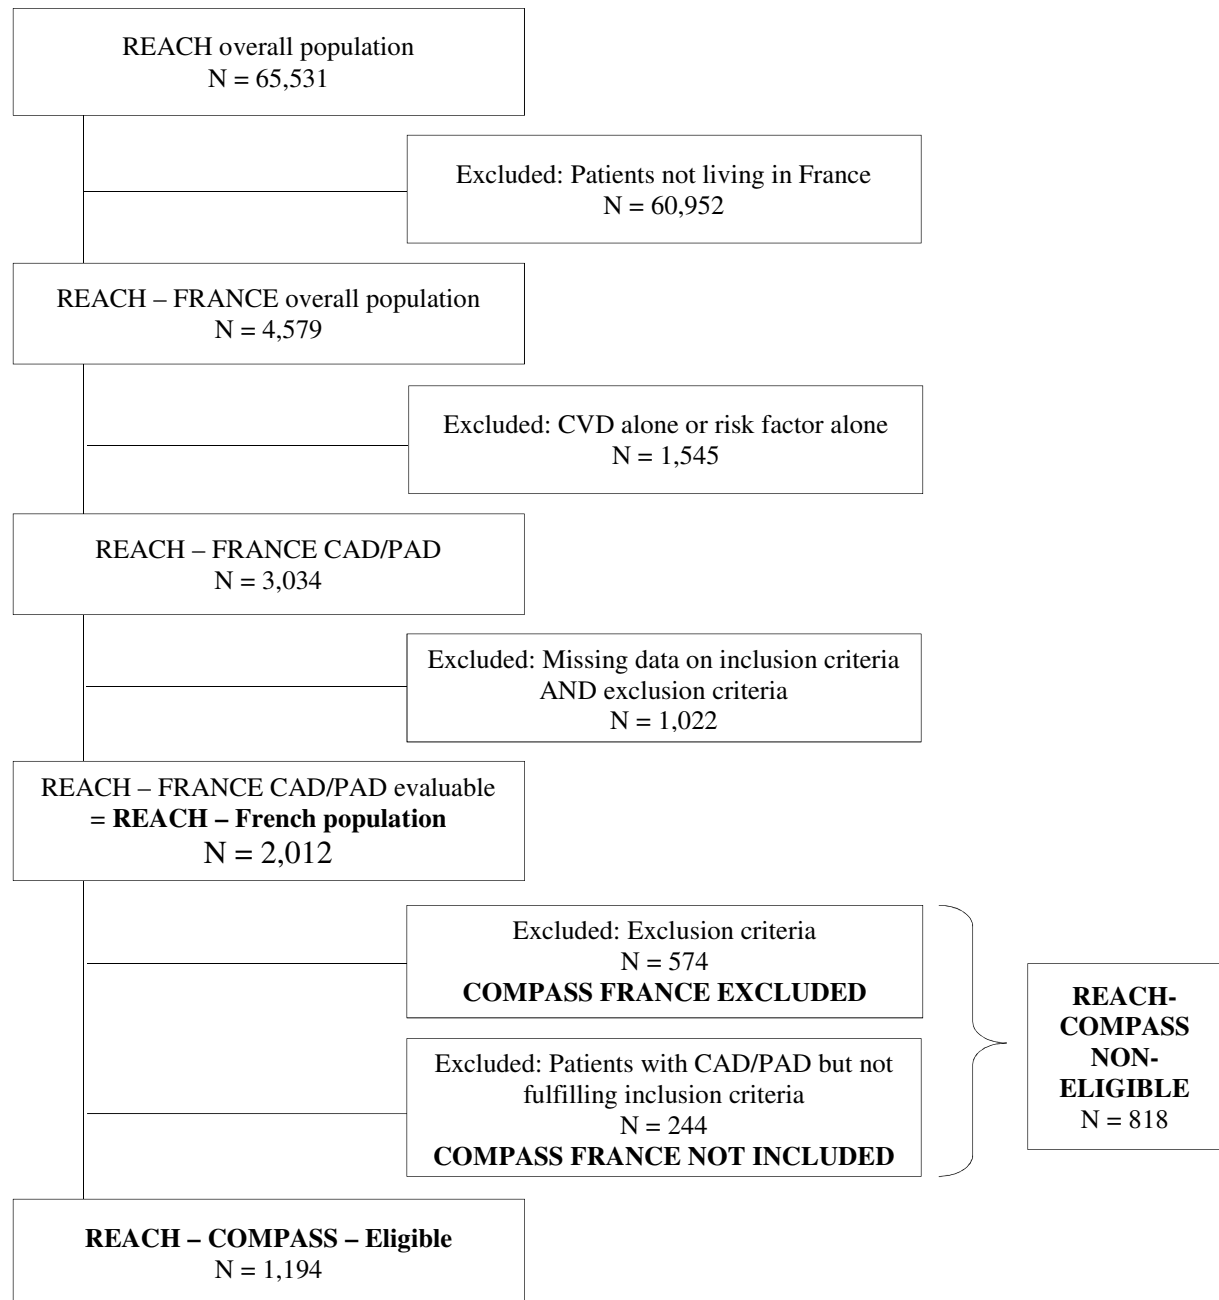 REACH overall population
N = 65,531
Excluded: Patients not living in France
N = 60,952
REACH – FRANCE overall population
N = 4,579
Excluded: CVD alone or risk factor alone
N = 1,545
REACH – FRANCE CAD/PAD
N = 3,034
Excluded: Missing data on inclusion criteria
AND exclusion criteria
N = 1,022
REACH – FRANCE CAD/PAD evaluable
= REACH – French population
N = 2,012
Excluded: Exclusion criteria
N = 574
COMPASS FRANCE EXCLUDED
Excluded: Patients with CAD/PAD but not
fulfilling inclusion criteria
N = 244
COMPASS FRANCE NOT INCLUDED
REACH-
COMPASS
NON-
ELIGIBLE
N = 818
REACH – COMPASS – Eligible
N = 1,194